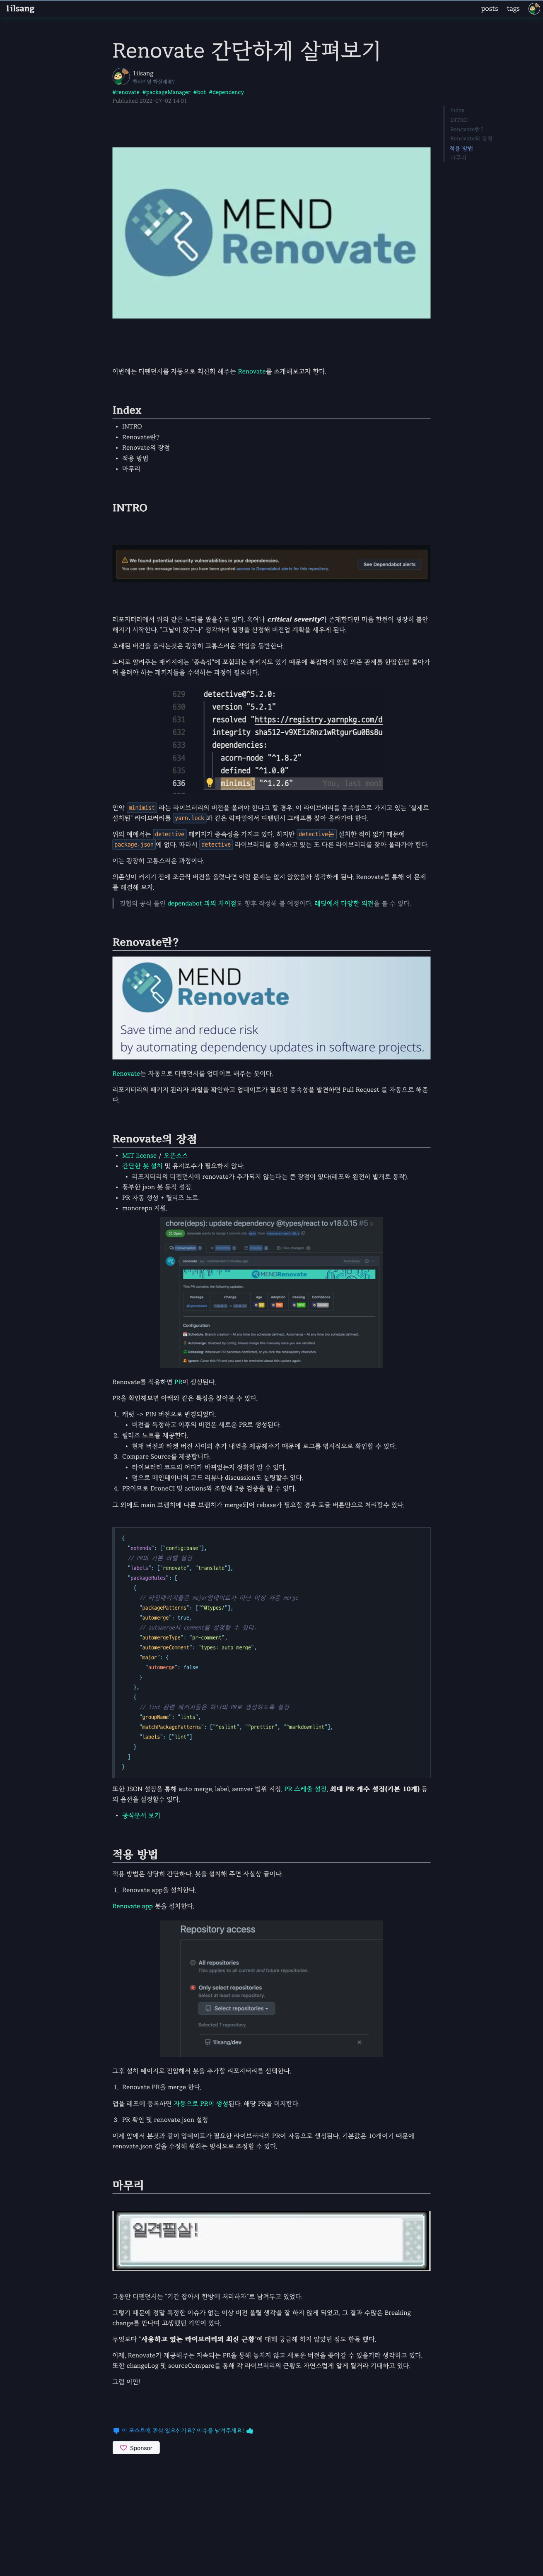 1ilsang
posts
tags
Renovate 간단하게 살펴보기
1ilsang
클라이밍 하실래염?
#renovate #packageManager #bot #dependency
Published 2022-07-02 14:01
Index
INTRO
Renovate란?
Renovate의 장점
적용 방법
마무리
MEND
Renovate
이번에는 디펜던시를 자동으로 최신화 해주는 Renovate를 소개해보고자 한다.
Index
INTRO
Renovate란?
Renovate의 장점
적용 방법
마무리
INTRO
We found potential security vulnerabilities in your dependencies.
You can see this message because you have been granted access to Dependabot alerts for this repository.
See Dependabot alerts
리포지터리에서 위와 같은 노티를 봤을수도 있다. 혹여나 critical severity가 존재한다면 마음 한켠이 굉장히 불안
해지기 시작한다. "그날이 왔구나" 생각하며 일정을 산정해 버전업 계획을 세우게 된다.
오래된 버전을 올리는것은 굉장히 고통스러운 작업을 동반한다.
노티로 알려주는 패키지에는 "종속성"에 포함되는 패키지도 있기 때문에 복잡하게 얽힌 의존 관계를 한땀한땀 쫓아가
며 올려야 하는 패키지들을 수색하는 과정이 필요하다.
629 detective@^5.2.0:
630 version "5.2.1"
631 resolved "https://registry.yarnpkg.com/d
632 integrity sha512-v9XE1zRnz1wRtgurGu0Bs8u
633 dependencies:
634 acorn-node "^1.8.2"
635 defined "^1.0.0"
636 minimist "^1.2.6" You, last mont
만약 minimist 라는 라이브러리의 버전을 올려야 한다고 할 경우, 이 라이브러리를 종속성으로 가지고 있는 "실제로
설치된" 라이브러리를 yarn.lock 과 같은 락파일에서 디펜던시 그래프를 찾아 올라가야 한다.
위의 예에서는 detective 패키지가 종속성을 가지고 있다. 하지만 detective는 설치한 적이 없기 때문에
package.json 에 없다. 따라서 detective 라이브러리를 종속하고 있는 또 다른 라이브러리를 찾아 올라가야 한다.
이는 굉장히 고통스러운 과정이다.
의존성이 커지기 전에 조금씩 버전을 올렸다면 이런 문제는 없지 않았을까 생각하게 된다. Renovate를 통해 이 문제
를 해결해 보자.
깃헙의 공식 툴인 dependabot 과의 차이점도 향후 작성해 볼 예정이다. 레딧에서 다양한 의견을 볼 수 있다.
Renovate란?
MEND
Renovate
Save time and reduce risk
by automating dependency updates in software projects.
Renovate는 자동으로 디펜던시를 업데이트 해주는 봇이다.
리포지터리의 패키지 관리자 파일을 확인하고 업데이트가 필요한 종속성을 발견하면 Pull Request 를 자동으로 해준
다.
Renovate의 장점
MIT license / 오픈소스
간단한 봇 설치 및 유지보수가 필요하지 않다.
리포지터리의 디펜던시에 renovate가 추가되지 않는다는 큰 장점이 있다(레포와 완전히 별개로 동작).
풍부한 json 봇 동작 설정.
PR 자동 생성 + 릴리즈 노트.
monorepo 지원.
chore(deps): update dependency @types/react to v18.0.15 #5
Open
MEND Renovate
This PR contains the following updates:
Package Change Age Adoption Passing Confidence
Configuration
Renovate를 적용하면 PR이 생성된다.
PR을 확인해보면 아래와 같은 특징을 찾아볼 수 있다.
1. 캐럿 -> PIN 버전으로 변경되었다.
버전을 특정하고 이후의 버전은 새로운 PR로 생성된다.
2. 릴리즈 노트를 제공한다.
현재 버전과 타겟 버전 사이의 추가 내역을 제공해주기 때문에 로그를 명시적으로 확인할 수 있다.
3. Compare Source를 제공합니다.
라이브러리 코드의 어디가 바뀌었는지 정확히 알 수 있다.
덤으로 메인테이너의 코드 리뷰나 discussion도 눈팅할수 있다.
4. PR이므로 DroneCI 및 actions와 조합해 2중 검증을 할 수 있다.
그 외에도 main 브랜치에 다른 브랜치가 merge되어 rebase가 필요할 경우 토글 버튼만으로 처리할수 있다.
{
"extends": ["config:base"],
// PR의 기본 라벨 설정
"labels": ["renovate", "translate"],
"packageRules": [
{
// 타입패키지들은 major업데이트가 아닌 이상 자동 merge
"packagePatterns": ["^@types/"],
"automerge": true,
// automerge시 comment를 설정할 수 있다.
"automergeType": "pr-comment",
"automergeComment": "types: auto merge",
"major": {
"automerge": false
}
},
{
// lint 관련 패키지들은 하나의 PR로 생성하도록 설정
"groupName": "lints",
"matchPackagePatterns": ["^eslint", "^prettier", "^markdownlint"],
"labels": ["lint"]
}
]
}
또한 JSON 설정을 통해 auto merge, label, semver 범위 지정, PR 스케줄 설정, 최대 PR 개수 설정(기본 10개) 등
의 옵션을 설정할수 있다.
공식문서 보기
적용 방법
적용 방법은 상당히 간단하다. 봇을 설치해 주면 사실상 끝이다.
1. Renovate app을 설치한다.
Renovate app 봇을 설치한다.
Repository access
All repositories
This applies to all current and future repositories.
Only select repositories
Select at least one repository.
Select repositories
Selected 1 repository.
1ilsang/dev
그후 설치 페이지로 진입해서 봇을 추가할 리포지터리를 선택한다.
1. Renovate PR을 merge 한다.
앱을 레포에 등록하면 자동으로 PR이 생성된다. 해당 PR을 머지한다.
3. PR 확인 및 renovate.json 설정
이제 앞에서 본것과 같이 업데이트가 필요한 라이브러리의 PR이 자동으로 생성된다. 기본값은 10개이기 때문에
renovate.json 값을 수정해 원하는 방식으로 조정할 수 있다.
마무리
일격필살!
그동안 디펜던시는 "기간 잡아서 한방에 처리하자"로 남겨두고 있었다.
그렇기 때문에 정말 특정한 이슈가 없는 이상 버전 올릴 생각을 잘 하지 않게 되었고, 그 결과 수많은 Breaking
change를 만나며 고생했던 기억이 있다.
무엇보다 "사용하고 있는 라이브러리의 최신 근황"에 대해 궁금해 하지 않았던 점도 한몫 했다.
이제, Renovate가 제공해주는 지속되는 PR을 통해 놓치지 않고 새로운 버전을 쫓아갈 수 있을거라 생각하고 있다.
또한 changeLog 및 sourceCompare를 통해 각 라이브러리의 근황도 자연스럽게 알게 될거라 기대하고 있다.
그럼 이만!
이 포스트에 관심 있으신가요? 이슈를 남겨주세요!
Sponsor